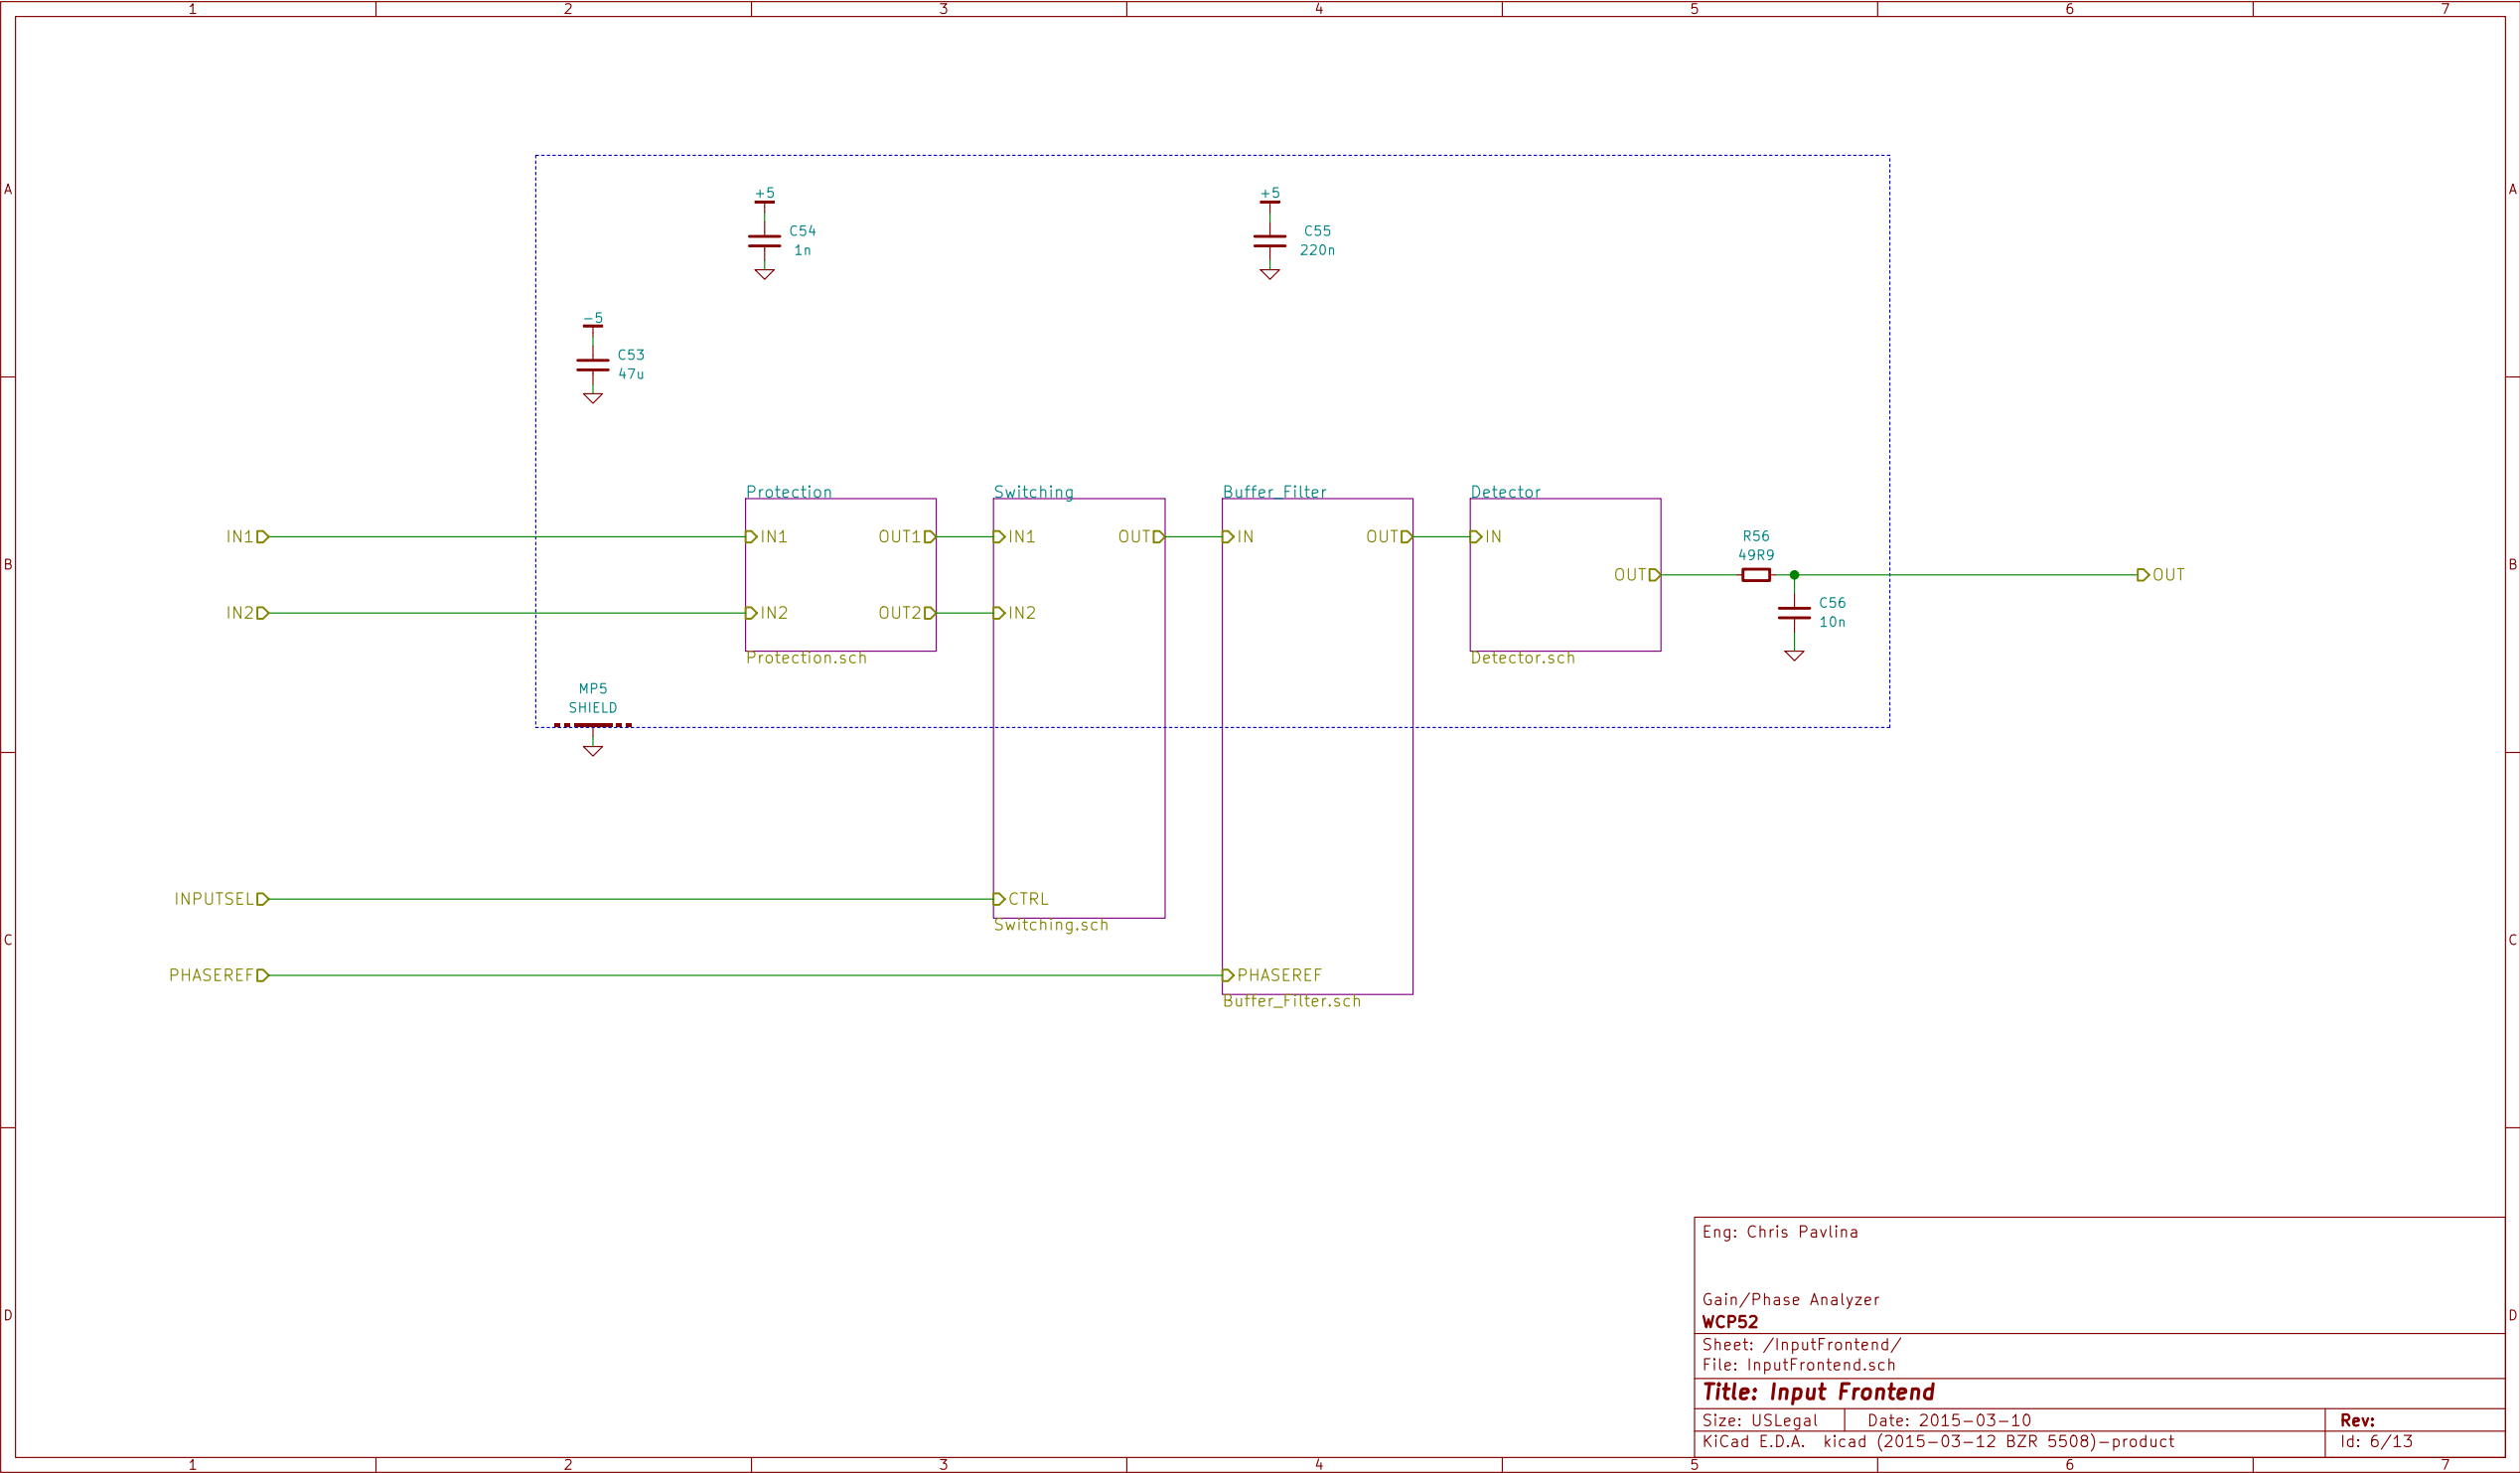 1 2 3 4 5 6 7
A A
+5 +5
C54 C55
1n 220n
-5
C53
47u
Protection Switching Buffer_Filter Detector
IN1 IN1 OUT1 IN1 OUT IN OUT IN R56
49R9
B B
OUT OUT
C56
10n
IN2 IN2 OUT2 IN2
Protection.sch Detector.sch
MP5
SHIELD
INPUTSEL CTRL
Switching.sch
C C
PHASEREF PHASEREF
Buffer_Filter.sch
Eng: Chris Pavlina
Gain/Phase Analyzer
D D
WCP52
Sheet: /InputFrontend/
File: InputFrontend.sch
Title: Input Frontend
Size: USLegal Date: 2015-03-10 Rev:
KiCad E.D.A. kicad (2015-03-12 BZR 5508)-product Id: 6/13
1 2 3 4 5 6 7